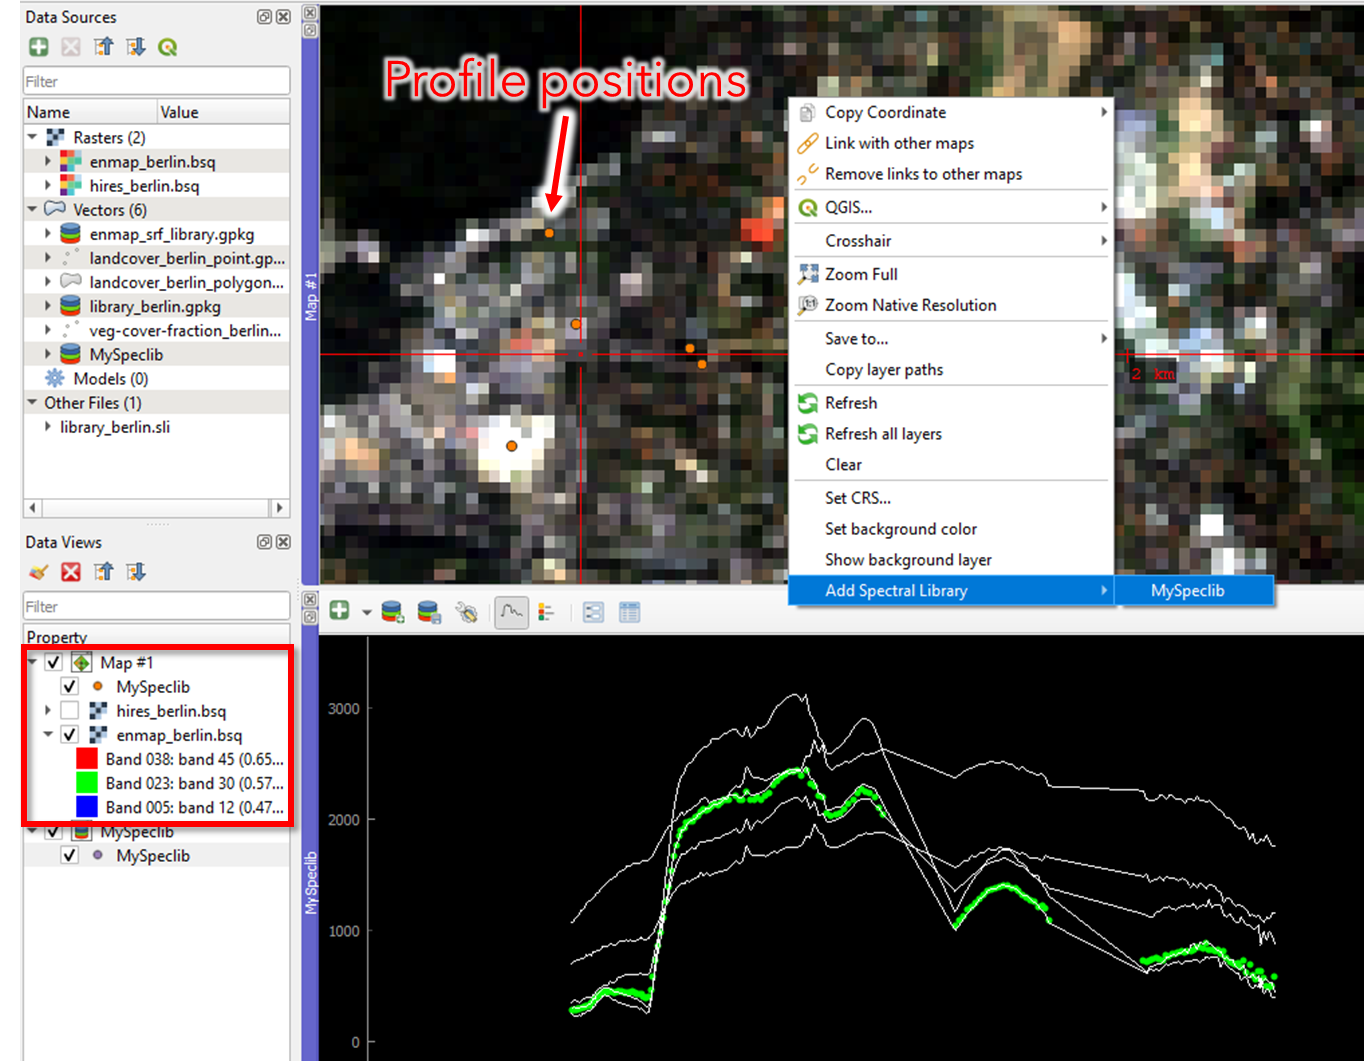 Data Sources
Filter
Name Value
Rasters (2)
enmap_berlin.bsq
hires_berlin.bsq
Vectors (6)
enmap_srf_library.gpkg
landcover_berlin_point.gp...
landcover_berlin_polygon...
library_berlin.gpkg
veg-cover-fraction_berlin...
MySpeclib
Models (0)
Other Files (1)
library_berlin.sli
Data Views
Filter
Property
Map #1
MySpeclib
hires_berlin.bsq
enmap_berlin.bsq
Band 038: band 45 (0.65...
Band 023: band 30 (0.57...
Band 005: band 12 (0.47...
MySpeclib
MySpeclib
Map #1
Profile positions
2 km
Copy Coordinate
Link with other maps
Remove links to other maps
QGIS...
Crosshair
Zoom Full
1:1
Zoom Native Resolution
Save to...
Copy layer paths
Refresh
Refresh all layers
Clear
Set CRS...
Set background color
Show background layer
Add Spectral Library
MySpeclib
MySpeclib
3000
2000
1000
0